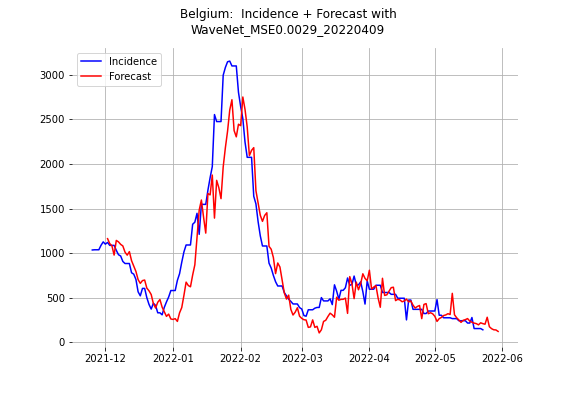 Belgium:  Incidence + Forecast with
WaveNet_MSE0.0029_20220409
Incidence
Forecast
3000
2500
2000
1500
1000
500
0
2021-12 2022-01 2022-02 2022-03 2022-04 2022-05 2022-06